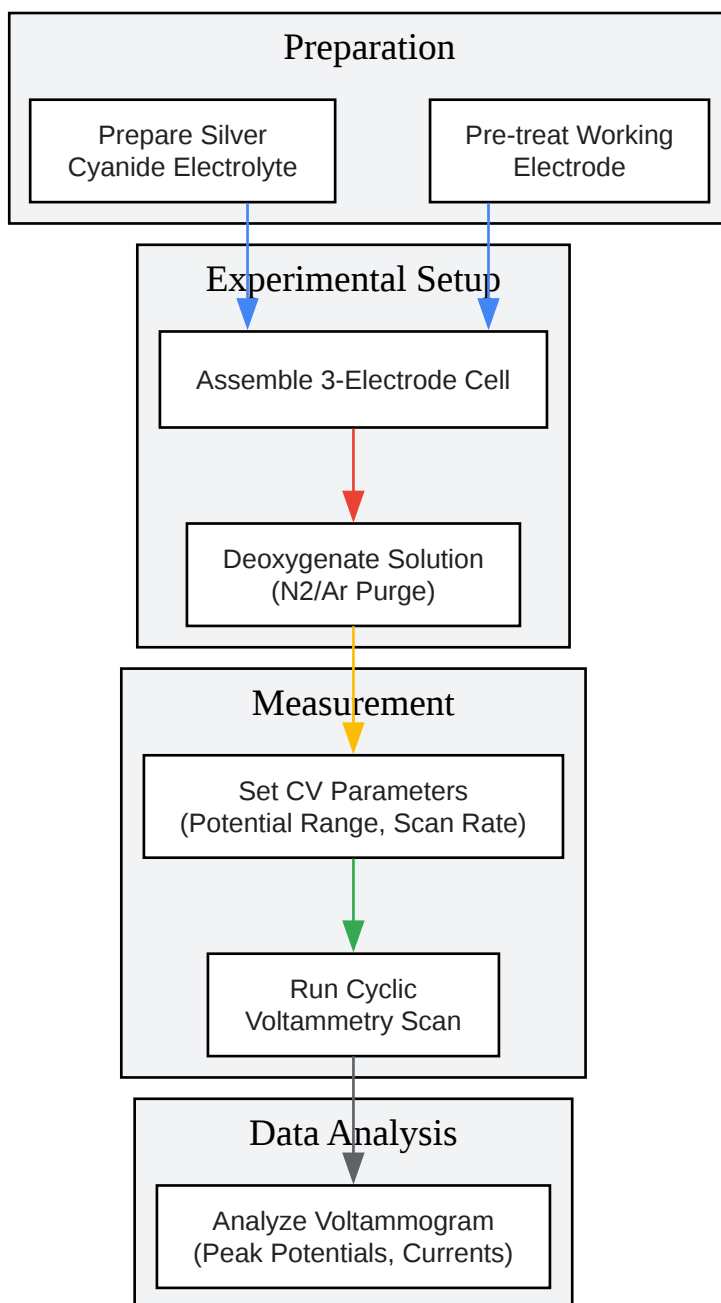 Preparation
Prepare Silver
Cyanide Electrolyte
Pre-treat Working
Electrode
Experimental Setup
Assemble 3-Electrode Cell
Deoxygenate Solution
(N2/Ar Purge)
Measurement
Set CV Parameters
(Potential Range, Scan Rate)
Run Cyclic
Voltammetry Scan
Data Analysis
Analyze Voltammogram
(Peak Potentials, Currents)